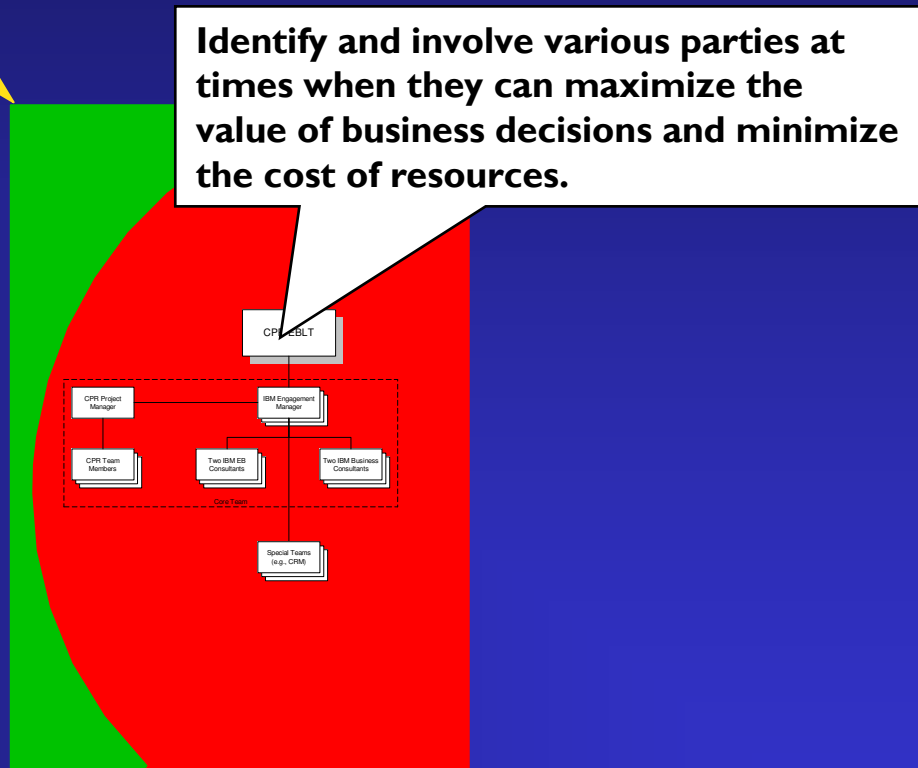 Identify and involve various parties at
times when they can maximize the
value of business decisions and minimize
the cost of resources.
EBLT
CPR Project
Manager
IBM Engagement
Manager
CPR Team
Members
Two IBM EB
Consultants
Two IBM Business
Consultants
Core Team
Special Teams
(e.g., CRM)